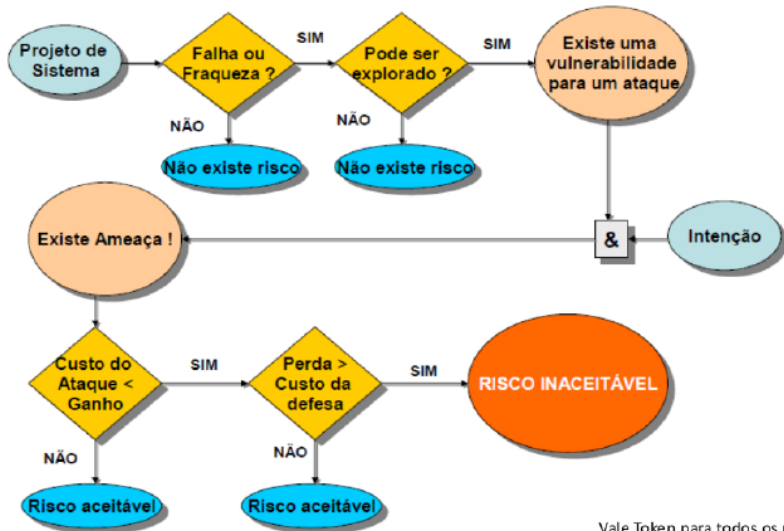 Projeto de
Sistema
Falha ou
Fraqueza ?
SIM
Pode ser
explorado ?
SIM
Existe uma
vulnerabilidade
para um ataque
NÃO
NÃO
Não existe risco
Não existe risco
Existe Ameaça !
&
Intenção
Custo do
Ataque <
Ganho
SIM
Perda >
Custo da
defesa
SIM
RISCO INACEITÁVEL
NÃO
NÃO
Risco aceitável
Risco aceitável
Vale Token para todos os